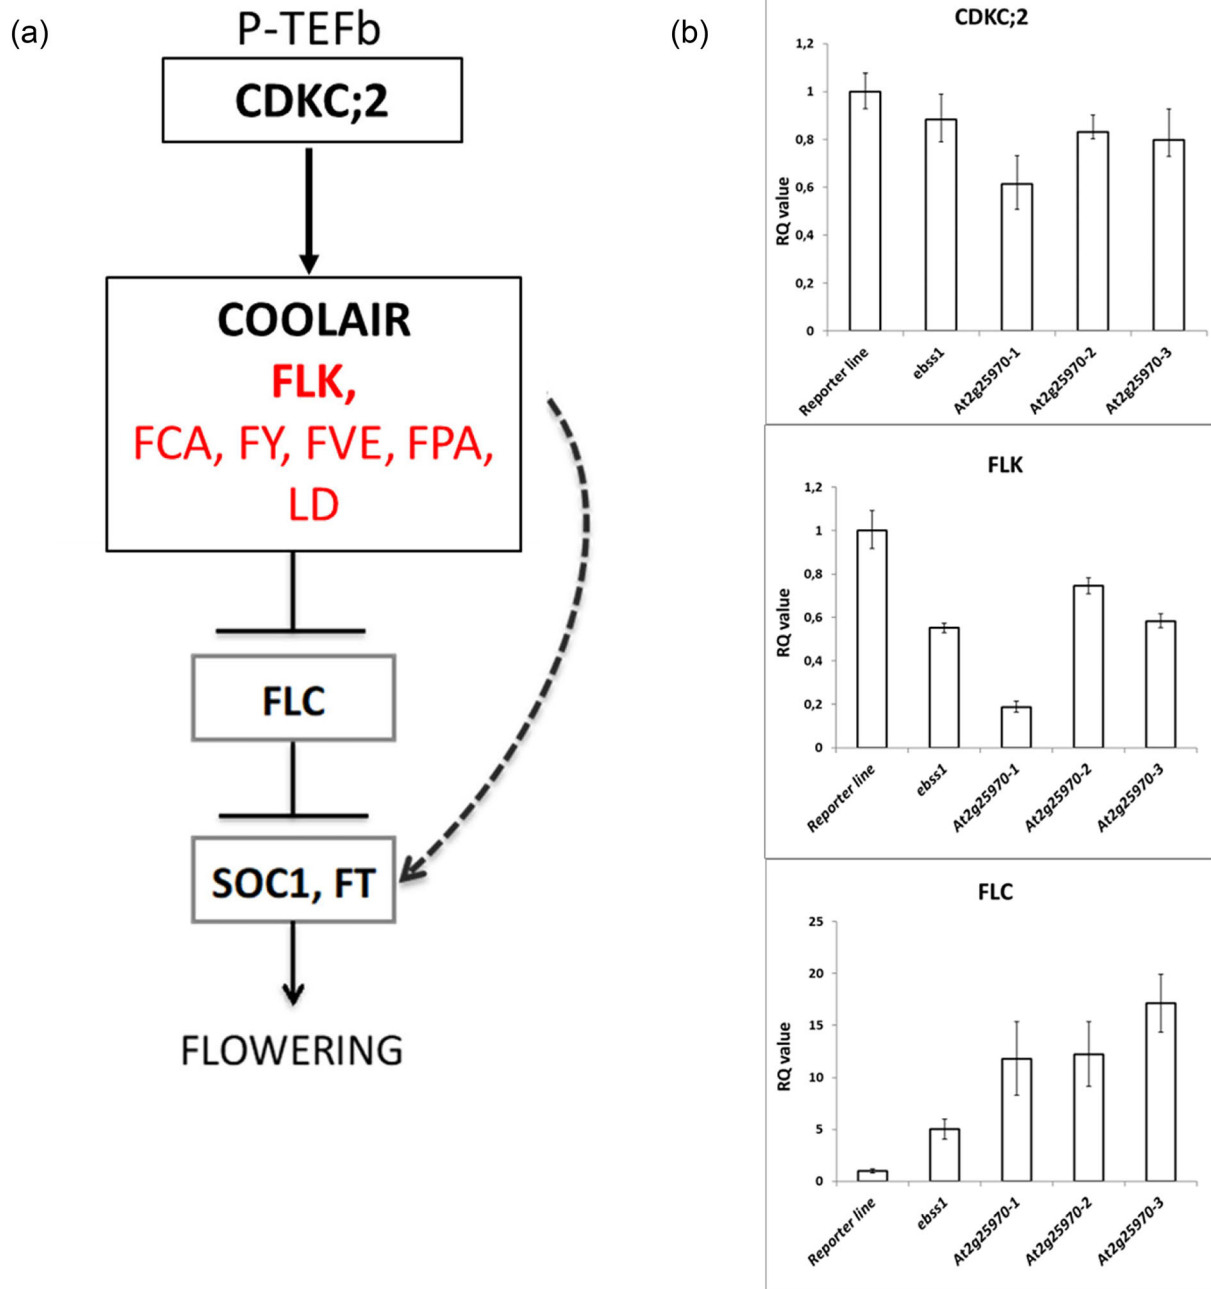 (a)
P-TEFb
CDKC;2
COOLAIR
FLK,
FCA, FY, FVE, FPA,
LD
FLC
SOC1, FT
FLOWERING
(b)
CDKC;2
1,2
1
0,8
0,6
0,4
0,2
0
RQ value
Reporter line
ebss1
At2g25970-1
At2g25970-2
At2g25970-3
FLK
1,2
1
0,8
0,6
0,4
0,2
0
RQ value
Reporter line
ebss1
At2g25970-1
At2g25970-2
At2g25970-3
FLC
25
20
15
10
5
0
RQ value
Reporter line
ebss1
At2g25970-1
At2g25970-2
At2g25970-3